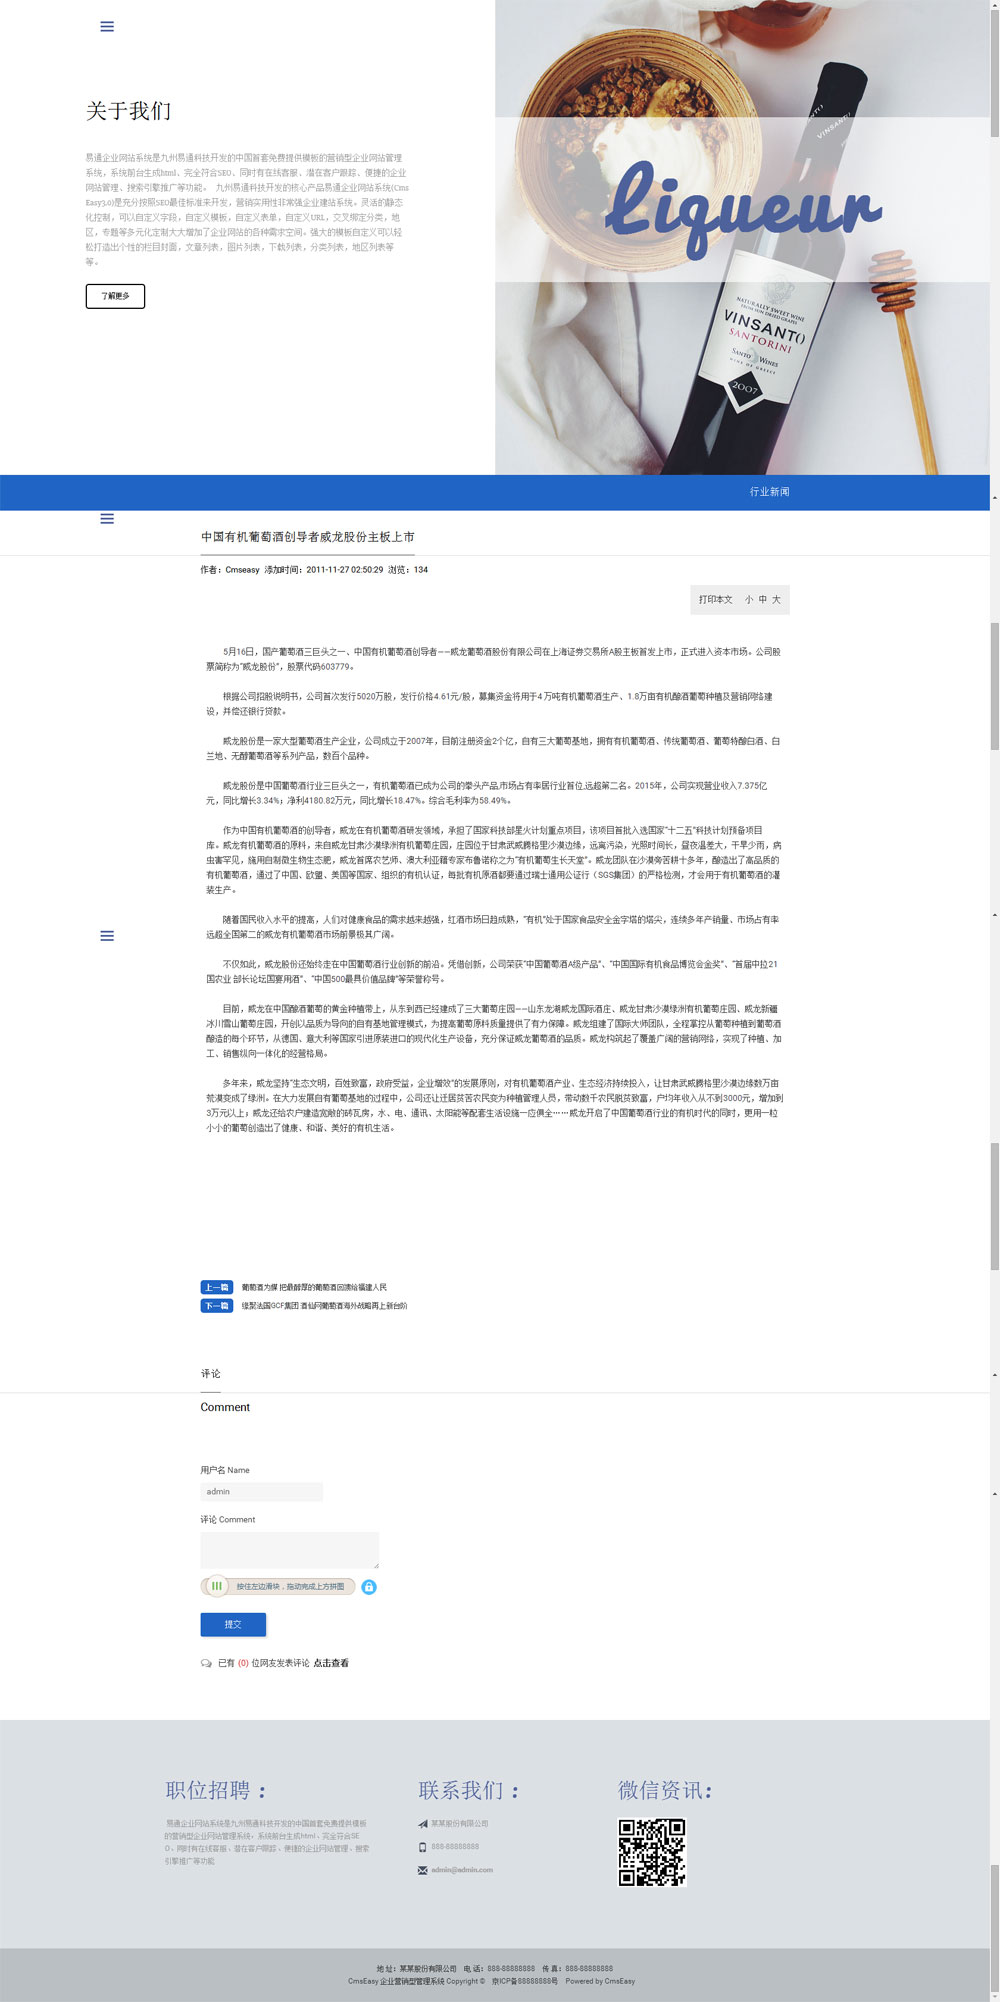 关于我们
易通企业网站系统是九州易通科技开发的中国首套免费提供模板的营销型企业网站管理
系统，系统前台生成html、完全符合SEO、同时有在线客服、潜在客户跟踪、便捷的企业
网站管理、搜索引擎推广等功能。 九州易通科技开发的核心产品易通企业网站系统(Cms
Easy3.0)是充分按照SEO最佳标准来开发，营销实用性非常强企业建站系统。灵活的静态
化控制，可以自定义字段，自定义模板，自定义表单，自定义URL，交叉绑定分类，地
区，专题等多元化定制大大增加了企业网站的各种需求空间。强大的模板自定义可以轻
松打造出个性的栏目封面，文章列表，图片列表，下载列表，分类列表，地区列表等
等。
了解更多
VINSANTO
Liqueur
NATURALLY SWEET WINE
FROM SUN DRIED GRAPES
VINSANTO
SANTORINI
SANTO WINES
WINE OF GREECE
2007
行业新闻
中国有机葡萄酒创导者威龙股份主板上市
作者：Cmseasy 添加时间：2011-11-27 02:50:29 浏览：134
打印本文 小 中 大
5月16日，国产葡萄酒三巨头之一、中国有机葡萄酒创导者——威龙葡萄酒股份有限公司在上海证券交易所A股主板首发上市，正式进入资本市场。公司股
票简称为“威龙股份”，股票代码603779。
根据公司招股说明书，公司首次发行5020万股，发行价格4.61元/股，募集资金将用于4万吨有机葡萄酒生产、1.8万亩有机酿酒葡萄种植及营销网络建
设，并偿还银行贷款。
威龙股份是一家大型葡萄酒生产企业，公司成立于2007年，目前注册资金2个亿，自有三大葡萄基地，拥有有机葡萄酒、传统葡萄酒、葡萄特酿白酒、白
兰地、无醇葡萄酒等系列产品，数百个品种。
威龙股份是中国葡萄酒行业三巨头之一，有机葡萄酒已成为公司的拳头产品,市场占有率居行业首位,远超第二名。2015年，公司实现营业收入7.375亿
元，同比增长3.34%；净利4180.82万元，同比增长18.47%。综合毛利率为58.49%。
作为中国有机葡萄酒的创导者，威龙在有机葡萄酒研发领域，承担了国家科技部星火计划重点项目，该项目首批入选国家“十二五”科技计划预备项目
库。威龙有机葡萄酒的原料，来自威龙甘肃沙漠绿洲有机葡萄庄园，庄园位于甘肃武威腾格里沙漠边缘，远离污染，光照时间长，昼夜温差大，干旱少雨，病
虫害罕见，施用自制微生物生态肥，威龙首席农艺师、澳大利亚籍专家布鲁诺称之为“有机葡萄生长天堂”。威龙团队在沙漠奇苦耕十多年，酿造出了高品质的
有机葡萄酒，通过了中国、欧盟、美国等国家、组织的有机认证，每批有机原酒都要通过瑞士通用公证行（SGS集团）的严格检测，才会用于有机葡萄酒的灌
装生产。
随着国民收入水平的提高，人们对健康食品的需求越来越强，红酒市场日趋成熟，“有机”处于国家食品安全金字塔的塔尖，连续多年产销量、市场占有率
远超全国第二的威龙有机葡萄酒市场前景极其广阔。
不仅如此，威龙股份还始终走在中国葡萄酒行业创新的前沿。凭借创新，公司荣获“中国葡萄酒A级产品”、“中国国际有机食品博览会金奖”、“首届中拉21
国农业 部长论坛国宴用酒”、“中国500最具价值品牌”等荣誉称号。
目前，威龙在中国酿酒葡萄的黄金种植带上，从东到西已经建成了三大葡萄庄园——山东龙湖威龙国际酒庄、威龙甘肃沙漠绿洲有机葡萄庄园、威龙新疆
冰川雪山葡萄庄园，开创以品质为导向的自有基地管理模式，为提高葡萄原料质量提供了有力保障。威龙组建了国际大师团队，全程掌控从葡萄种植到葡萄酒
酿造的每个环节，从德国、意大利等国家引进原装进口的现代化生产设备，充分保证威龙葡萄酒的品质。威龙构筑起了覆盖广阔的营销网络，实现了种植、加
工、销售纵向一体化的经营格局。
多年来，威龙坚持“生态文明，百姓致富，政府受益，企业增效”的发展原则，对有机葡萄酒产业、生态经济持续投入，让甘肃武威腾格里沙漠边缘数万亩
荒漠变成了绿洲。在大力发展自有葡萄基地的过程中，公司还让迁居贫苦农民变为种植管理人员，带动数千农民脱贫致富，户均年收入从不到3000元，增加到
3万元以上；威龙还给农户建造宽敞的砖瓦房，水、电、通讯、太阳能等配套生活设施一应俱全……威龙开启了中国葡萄酒行业的有机时代的同时，更用一粒
小小的葡萄创造出了健康、和谐、美好的有机生活。
上一篇 葡萄酒为媒 把最醇厚的葡萄酒回馈给福建人民
下一篇 缘聚法国GCF集团 酒仙网葡萄酒海外战略再上新台阶
评论
Comment
用户名 Name
admin
评论 Comment
按住左边滑块，拖动完成上方拼图
提交
已有 (0) 位网友发表评论 点击查看
职位招聘：
易通企业网站系统是九州易通科技开发的中国首套免费提供模板
的营销型企业网站管理系统，系统前台生成html、完全符合SE
O、同时有在线客服、潜在客户跟踪、便捷的企业网站管理、搜索
引擎推广等功能
联系我们：
某某股份有限公司
888-88888888
admin@admin.com
微信资讯：
地 址：某某股份有限公司 电 话：888-88888888 传 真：888-88888888
CmsEasy 企业营销型管理系统 Copyright © 京ICP备88888888号 Powered by CmsEasy